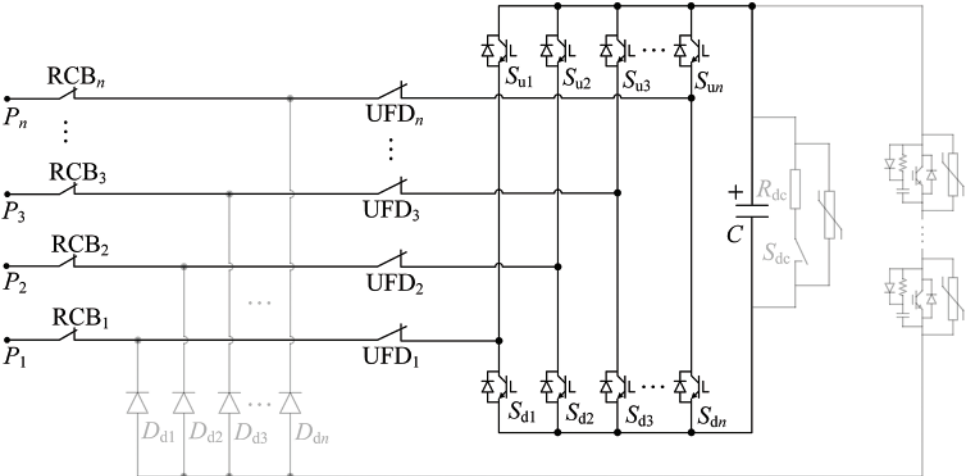 S_u1 S_u2 S_u3 ⋯ S_un
RCB_n
P_n
UFD_n
⋮ ⋮
RCB_3
P_3
UFD_3
+
C
R_dc
S_dc
RCB_2
P_2
UFD_2
⋯
RCB_1
P_1
UFD_1
D_d1 D_d2 D_d3 ⋯ D_dn
S_d1 S_d2 S_d3 ⋯ S_dn